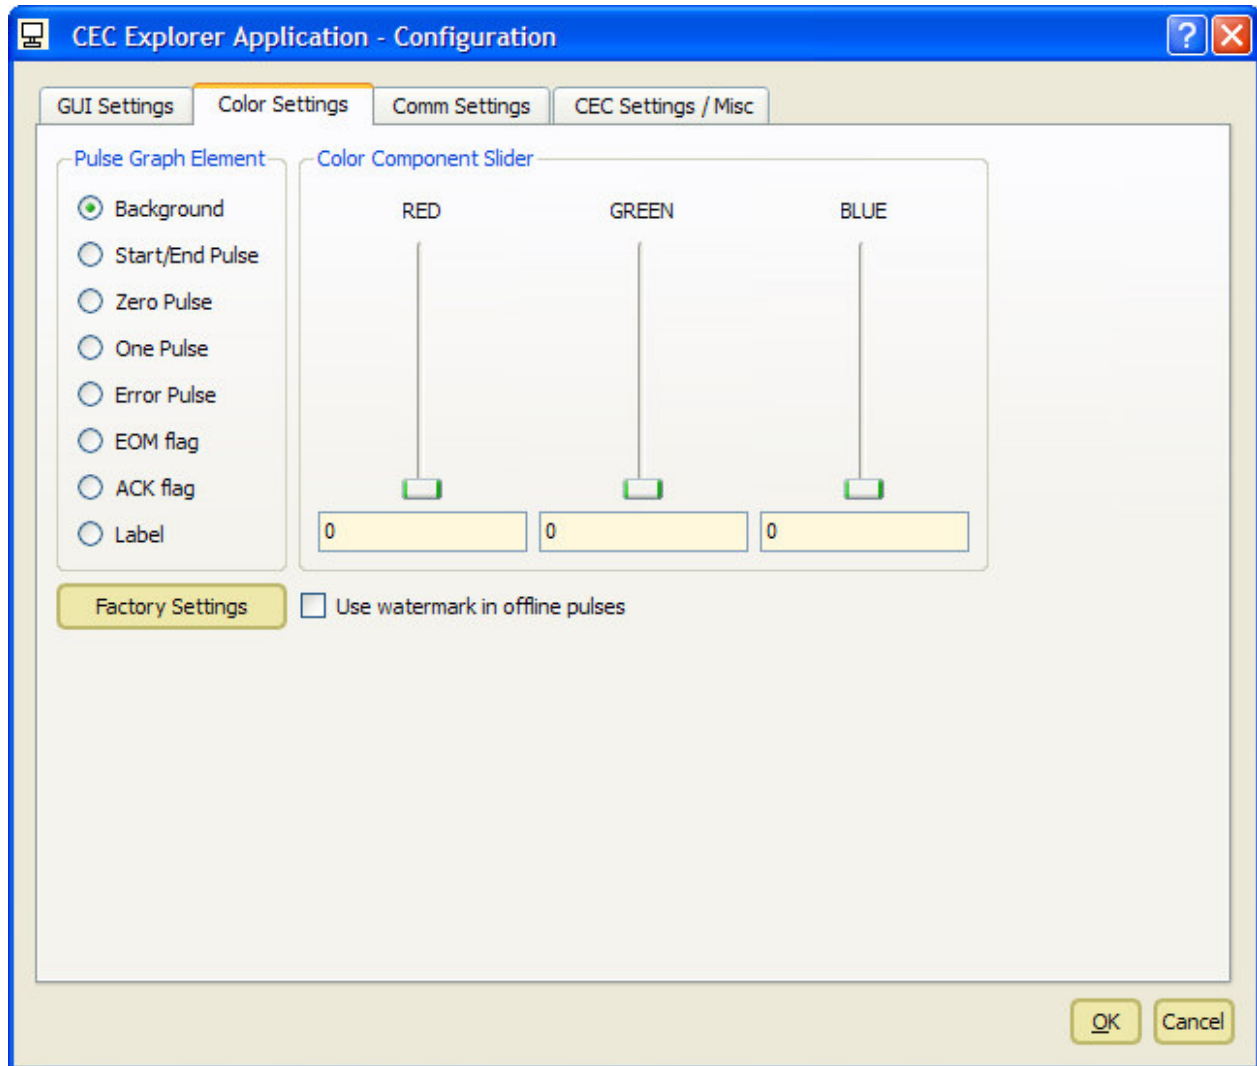 CEC Explorer Application - Configuration
GUI Settings
Color Settings
Comm Settings
CEC Settings / Misc
Pulse Graph Element
Background
Start/End Pulse
Zero Pulse
One Pulse
Error Pulse
EOM flag
ACK flag
Label
Color Component Slider
RED GREEN BLUE
0 0 0
Factory Settings
Use watermark in offline pulses
OK
Cancel